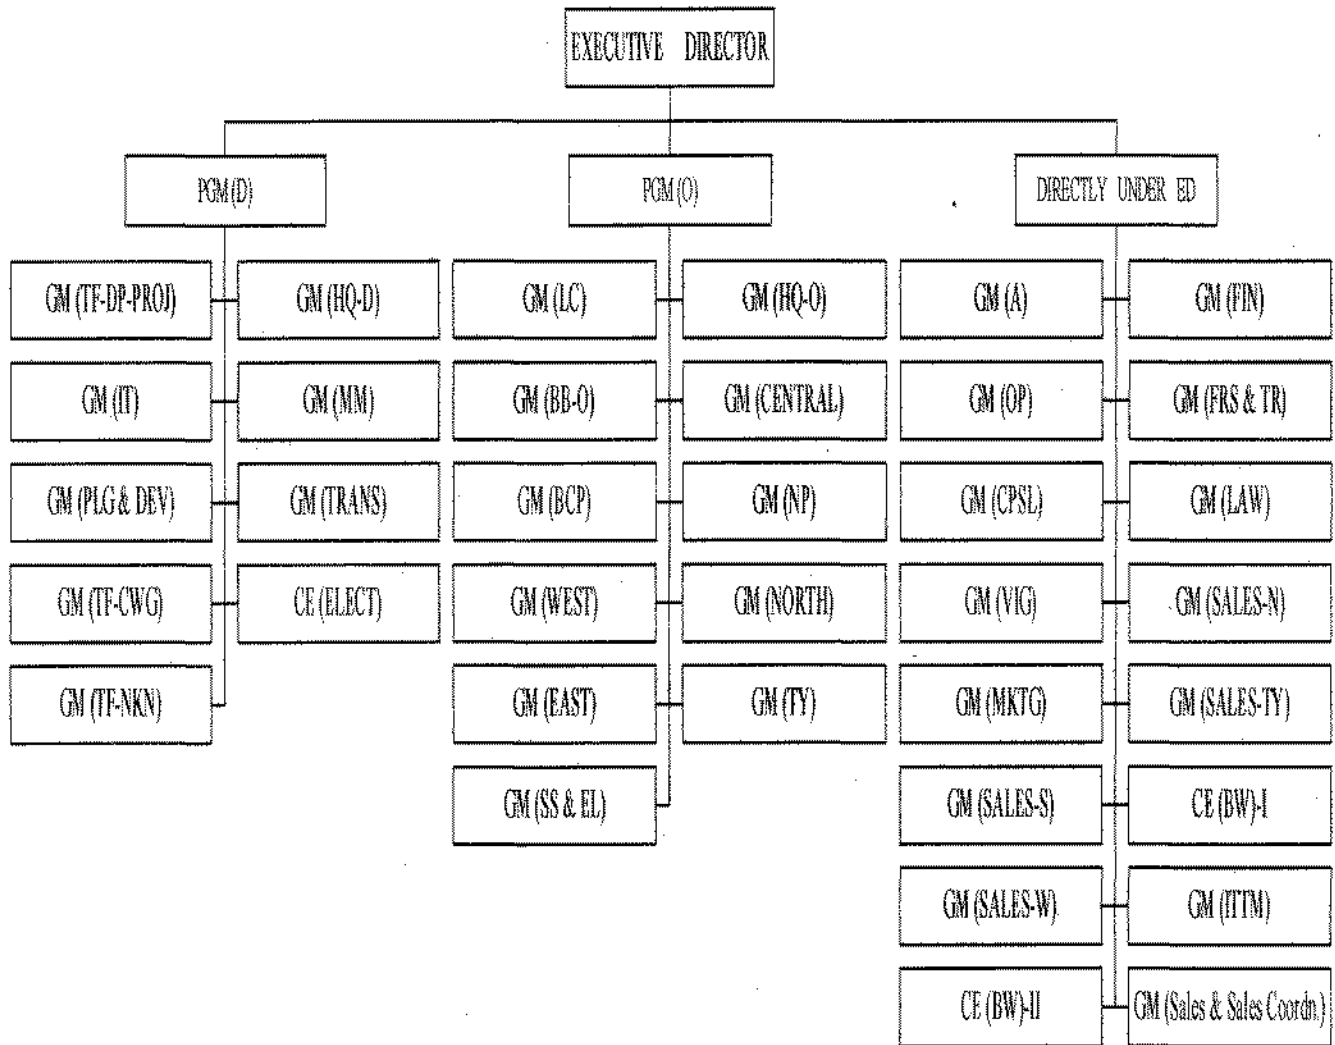 EXECUTIVE DIRECTOR
PGM (D)
PGM (O)
DIRECTLY UNDER ED
GM (TF-DP-PROJ)
GM (HQ-D)
GM (LC)
GM (HQ-O)
GM (A)
GM (FIN)
GM (IT)
GM (MM)
GM (BB-O)
GM (CENTRAL)
GM (OP)
GM (FRS & TR)
GM (PLG & DEV)
GM (TRANS)
GM (BCP)
GM (NP)
GM (CPSL)
GM (LAW)
GM (TF-CWG)
CE (ELECT)
GM (WEST)
GM (NORTH)
GM (VIG)
GM (SALES-N)
GM (TF-NKN)
GM (EAST)
GM (TY)
GM (MKTG)
GM (SALES-TY)
GM (SS & EL)
GM (SALES-S)
CE (BW)-I
GM (SALES-W)
GM (ITTM)
CE (BW)-II
GM (Sales & Sales Coordn.)